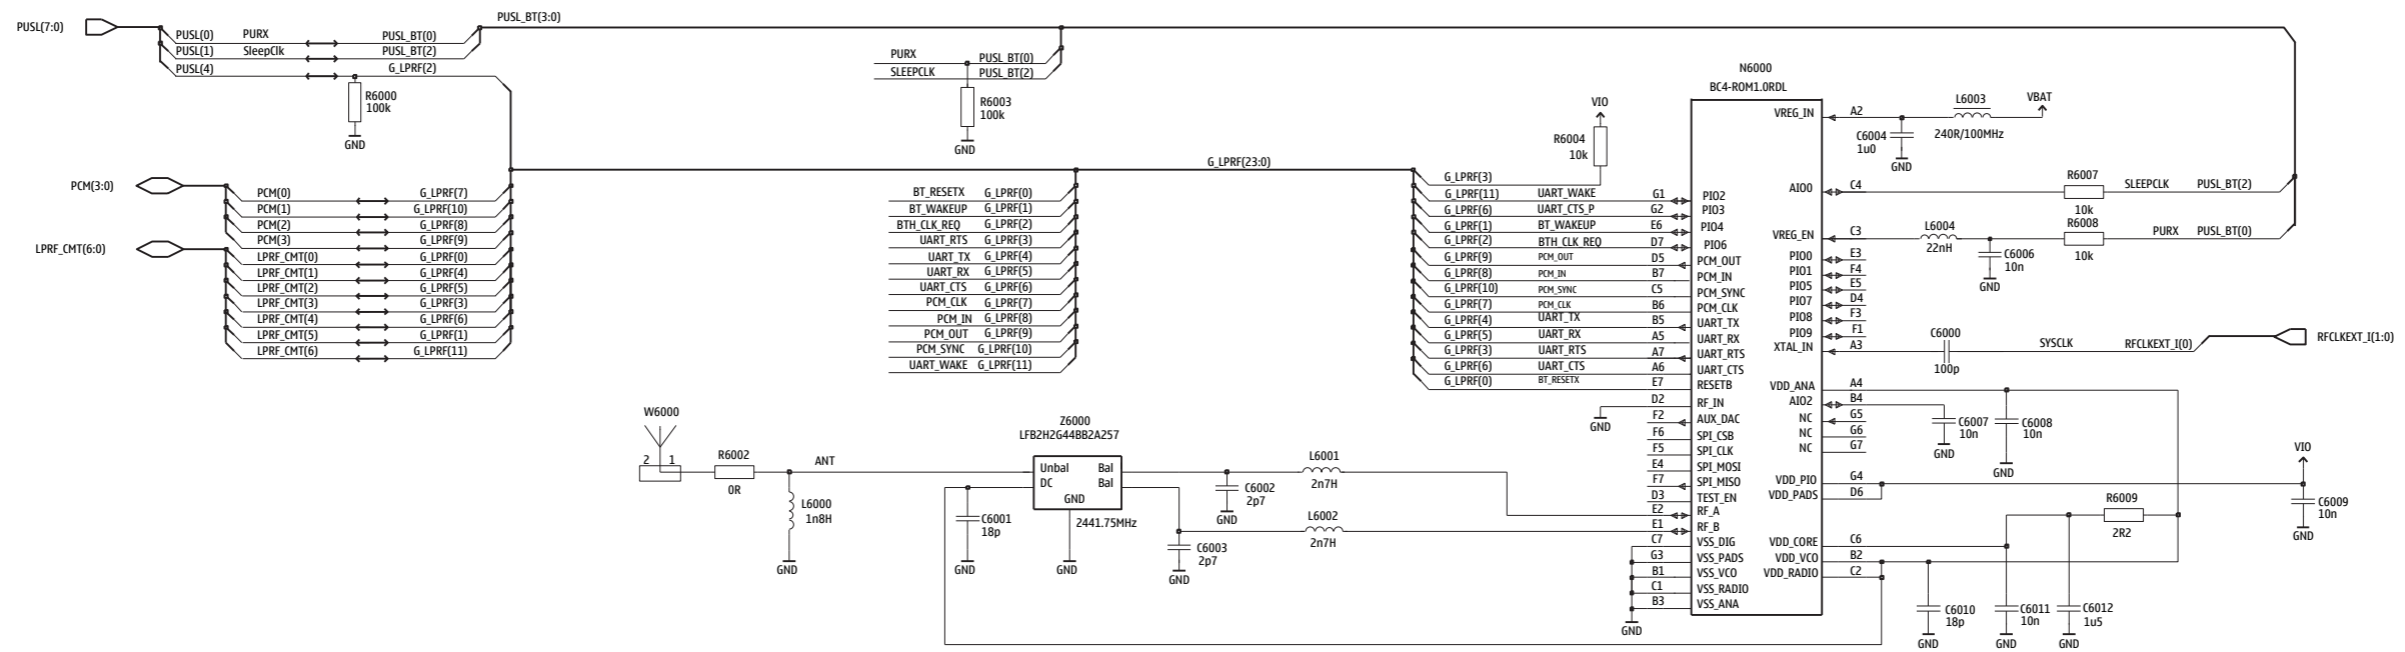 PUSL(7:0)
PUSL(0) PURX PUSL_BT(0)
PUSL(1) SleepClk PUSL_BT(2)
PUSL(4) G_LPRF(2)
PUSL_BT(3:0)
R6000
100k
GND
PURX PUSL_BT(0)
SLEEPCLK PUSL_BT(2)
R6003
100k
GND
PCM(3:0)
PCM(0) G_LPRF(7)
PCM(1) G_LPRF(10)
PCM(2) G_LPRF(8)
PCM(3) G_LPRF(9)
LPRF_CMT(6:0)
LPRF_CMT(0) G_LPRF(0)
LPRF_CMT(1) G_LPRF(4)
LPRF_CMT(2) G_LPRF(5)
LPRF_CMT(3) G_LPRF(3)
LPRF_CMT(4) G_LPRF(6)
LPRF_CMT(5) G_LPRF(1)
LPRF_CMT(6) G_LPRF(11)
G_LPRF(23:0)
BT_RESETX G_LPRF(0)
BT_WAKEUP G_LPRF(1)
BTH_CLK_REQ G_LPRF(2)
UART_RTS G_LPRF(3)
UART_TX G_LPRF(4)
UART_RX G_LPRF(5)
UART_CTS G_LPRF(6)
PCM_CLK G_LPRF(7)
PCM_IN G_LPRF(8)
PCM_OUT G_LPRF(9)
PCM_SYNC G_LPRF(10)
UART_WAKE G_LPRF(11)
VIO
R6004
10k
N6000
BC4-ROM1.0RDL
G_LPRF(3)
G_LPRF(11) UART_WAKE G1 PIO2
G_LPRF(6) UART_CTS_P G2 PIO3
G_LPRF(1) BT_WAKEUP E6 PIO4
G_LPRF(2) BTH_CLK_REQ D7 PIO6
G_LPRF(9) PCM_OUT D5 PCM_OUT
G_LPRF(8) PCM_IN B7 PCM_IN
G_LPRF(10) PCM_SYNC C5 PCM_SYNC
G_LPRF(7) PCM_CLK B6 PCM_CLK
G_LPRF(4) UART_TX B5 UART_TX
G_LPRF(5) UART_RX A5 UART_RX
G_LPRF(3) UART_RTS A7 UART_RTS
G_LPRF(6) UART_CTS A6 UART_CTS
G_LPRF(0) BT_RESETX E7 RESETB
GND D2 RF_IN
F2 AUX_DAC
F6 SPI_CSB
F5 SPI_CLK
E4 SPI_MOSI
F7 SPI_MISO
D3 TEST_EN
E2 RF_A
E1 RF_B
C7 VSS_DIG
G3 VSS_PADS
B1 VSS_VCO
C1 VSS_RADIO
B3 VSS_ANA
GND
VREG_IN A2
L6003
240R/100MHz
VBAT
C6004
1u0
GND
AIO0 C4
R6007
10k
SLEEPCLK PUSL_BT(2)
VREG_EN C3
L6004
22nH
C6006
10n
GND
R6008
10k
PURX PUSL_BT(0)
PIO0 E3
PIO1 F4
PIO5 E5
PIO7 D4
PIO8 F3
PIO9 F1
XTAL_IN A3
C6000
100p
SYSCLK RFCLKEXT_I(0)
RFCLKEXT_I(1:0)
VDD_ANA A4
AIO2 B4
NC G5
NC G6
NC G7
C6007
10n
GND
C6008
10n
GND
VDD_PIO G4
VDD_PADS D6
VIO
C6009
10n
GND
R6009
2R2
VDD_CORE C6
VDD_VCO B2
VDD_RADIO C2
C6010
18p
GND
C6011
10n
GND
C6012
1u5
GND
W6000
2 1
R6002
0R
ANT
L6000
1n8H
GND
C6001
18p
GND
Z6000
LFB2H2G44BB2A257
Unbal Bal
DC Bal
GND
2441.75MHz
GND
C6002
2p7
GND
L6001
2n7H
C6003
2p7
GND
L6002
2n7H